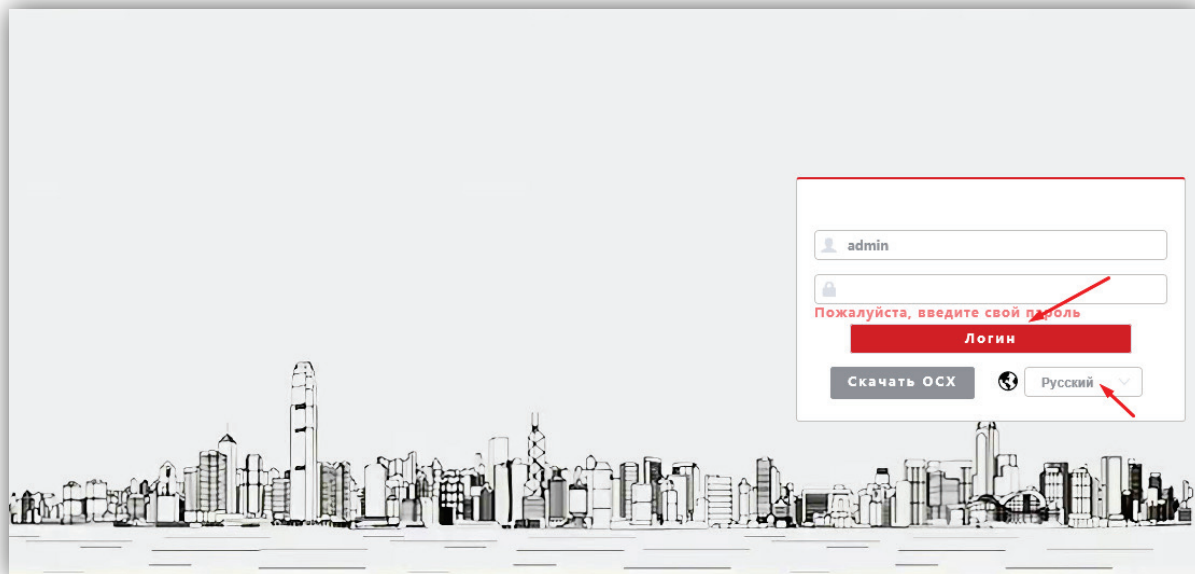 admin
Пожалуйста, введите свой пароль
Логин
Скачать OCX
Русский